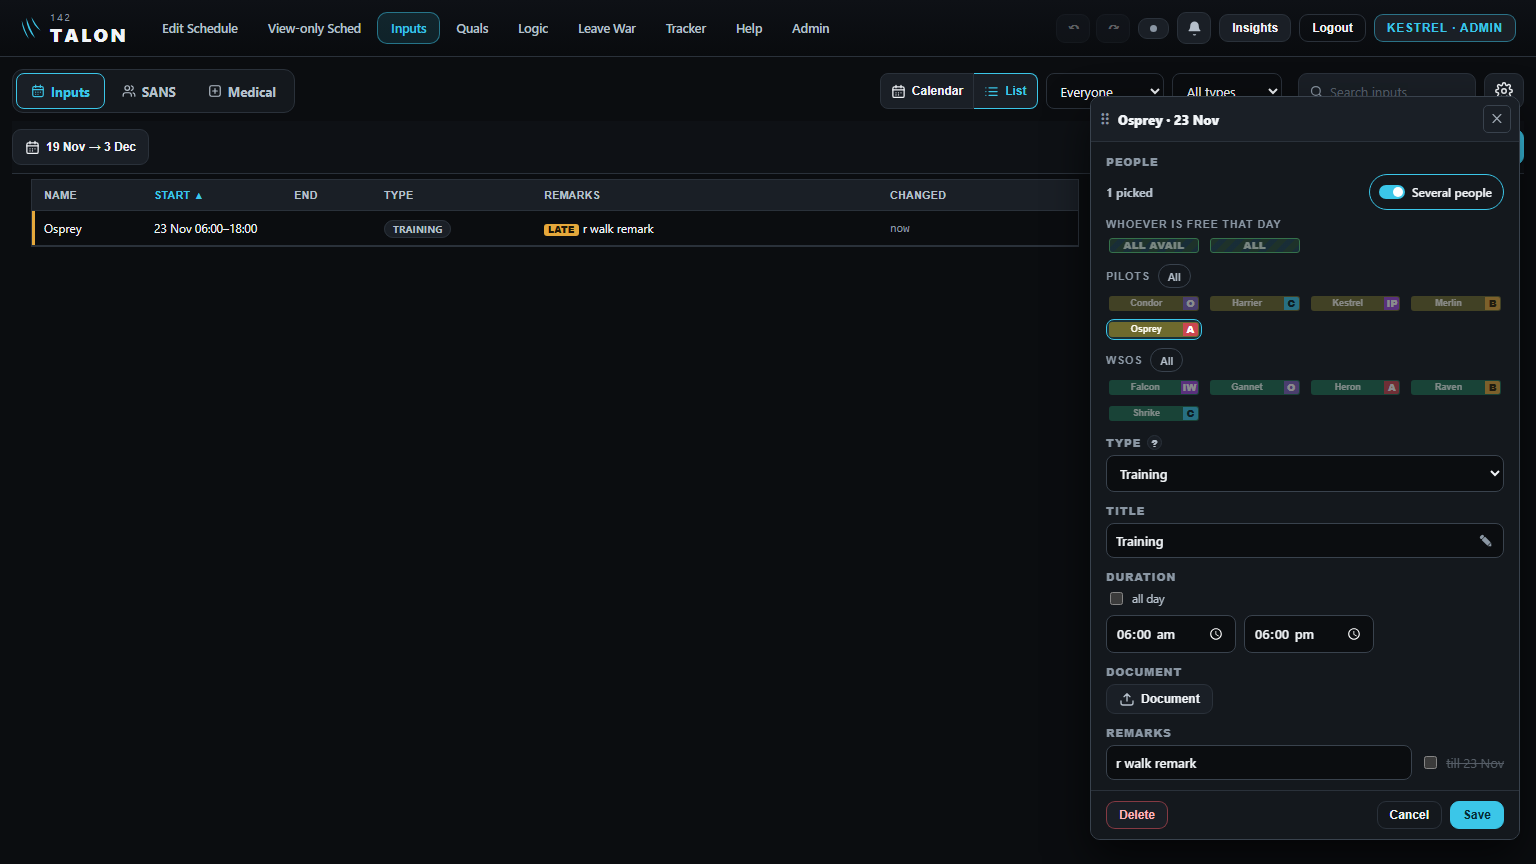 142
TALON
Edit Schedule
View-only Sched
Inputs
Quals
Logic
Leave War
Tracker
Help
Admin
Insights
Logout
KESTREL · ADMIN
Inputs
SANS
Medical
Calendar
List
Everyone
All types
Search inputs
19 Nov → 3 Dec
NAME
START ▲
END
TYPE
REMARKS
CHANGED
Osprey
23 Nov 06:00–18:00
TRAINING
LATE r walk remark
now
Osprey · 23 Nov
PEOPLE
1 picked
Several people
WHOEVER IS FREE THAT DAY
ALL AVAIL
ALL
PILOTS All
Condor O
Harrier C
Kestrel IP
Merlin B
Osprey A
WSOS All
Falcon IW
Gannet O
Heron A
Raven B
Shrike C
TYPE ?
Training
TITLE
Training
DURATION
all day
06:00 am
06:00 pm
DOCUMENT
Document
REMARKS
r walk remark
till 23 Nov
Delete
Cancel
Save